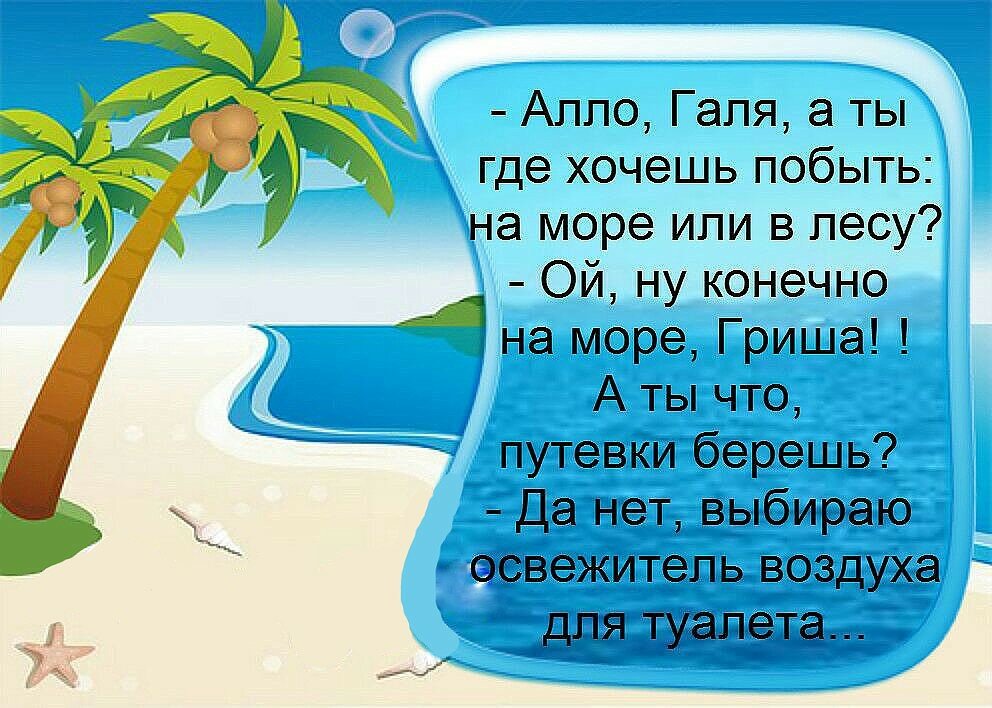 - Алло, Галя, а ты
где хочешь побыть:
на море или в лесу?
- Ой, ну конечно
на море, Гриша! !
А ты что,
путевки берешь?
- Да нет, выбираю
освежитель воздуха
для туалета...